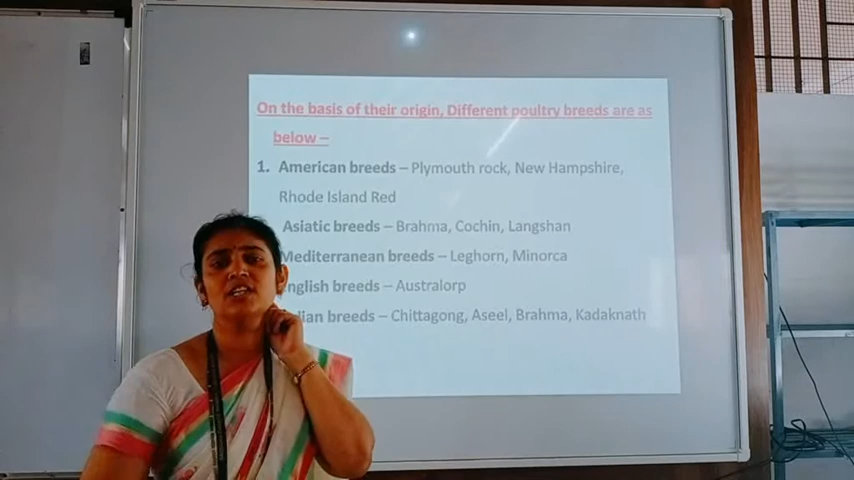 On the basis of their origin, Different poultry breeds are as
below –
1. American breeds – Plymouth rock, New Hampshire,
Rhode Island Red
Asiatic breeds – Brahma, Cochin, Langshan
Mediterranean breeds – Leghorn, Minorca
nglish breeds – Australorp
dian breeds – Chittagong, Aseel, Brahma, Kadaknath